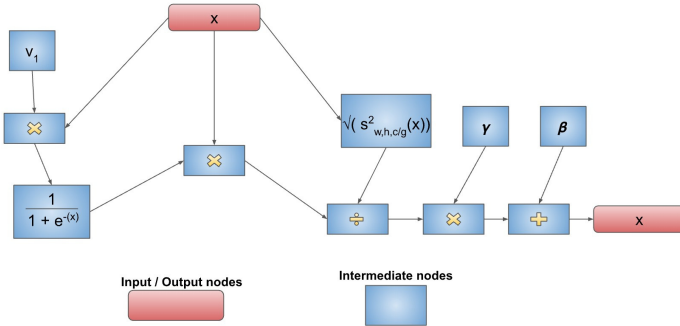 x
v₁
×
×
1
1 + e⁻⁽ˣ⁾
√( s²w,h,c/g(x))
γ
β
÷
×
+
x
Input / Output nodes
Intermediate nodes